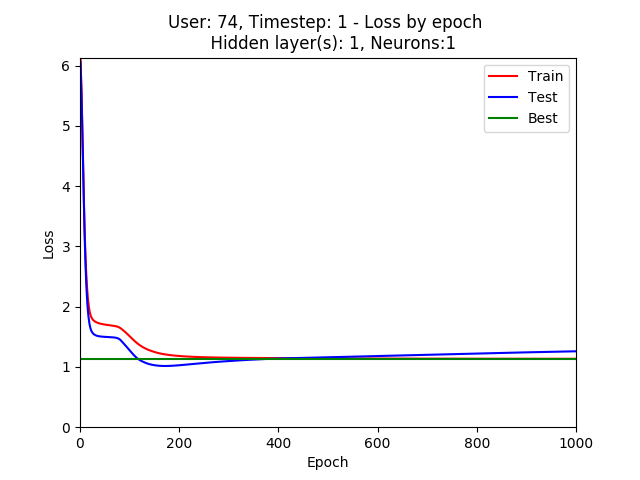 User: 74, Timestep: 1 - Loss by epoch
Hidden layer(s): 1, Neurons:1
Train
Test
Best
Loss
6
5
4
3
2
1
0
0 200 400 600 800 1000
Epoch